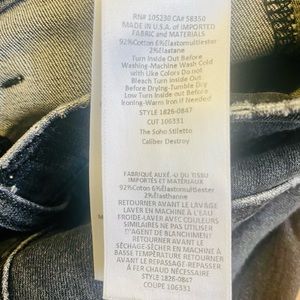 RN# 105230 CA# 58350
MADE IN U.S.A. of IMPORTED
FABRIC and MATERIALS
92%Cotton 6%Elastomultiester
2%Elastane
Turn Inside Out Before
Washing-Machine Wash Cold
with Like Colors Do not
Bleach Turn Inside Out
Before Drying-Tumble Dry
Low Turn Inside out Before
Ironing-Warm Iron if Needed
STYLE 1826-0847
CUT 106331
The Soho Stiletto
Caliber Destroy
FABRIQUÉ AUXÉ.-U DU TISSU
IMPORTÉS ET MATÉRIAUX
92%Coton 6%Élastomultiester
2%Élasthanne
RETOURNER AVANT LE LAVAGE
LAVER EN MACHINE À L'EAU
FROIDE-LAVER AVEC COULEURS
SIMILAIRES NE PAS UTILISER
D'AGENT DE BLANCHIMENT
RETOURNER AVANT LE
SÉCHAGE-SÉCHER EN MACHINE À
BASSE TEMPÉRATURE RETOURNER
AVANT LE REPASSAGE-REPASSER
À FER CHAUD NÉCESSAIRE
STYLE 1826-0847
COUPE 106331